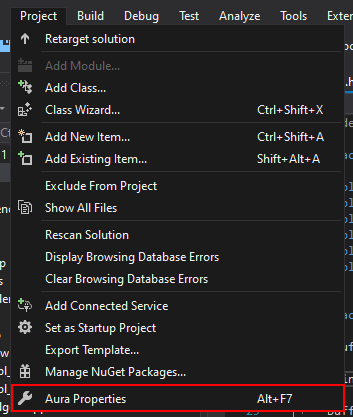 Project Build Debug Test Analyze Tools Exter
Retarget solution
Add Module...
Add Class...
Class Wizard... Ctrl+Shift+X
Add New Item... Ctrl+Shift+A
Add Existing Item... Shift+Alt+A
Exclude From Project
Show All Files
Rescan Solution
Display Browsing Database Errors
Clear Browsing Database Errors
Add Connected Service
Set as Startup Project
Export Template...
Manage NuGet Packages...
Aura Properties Alt+F7